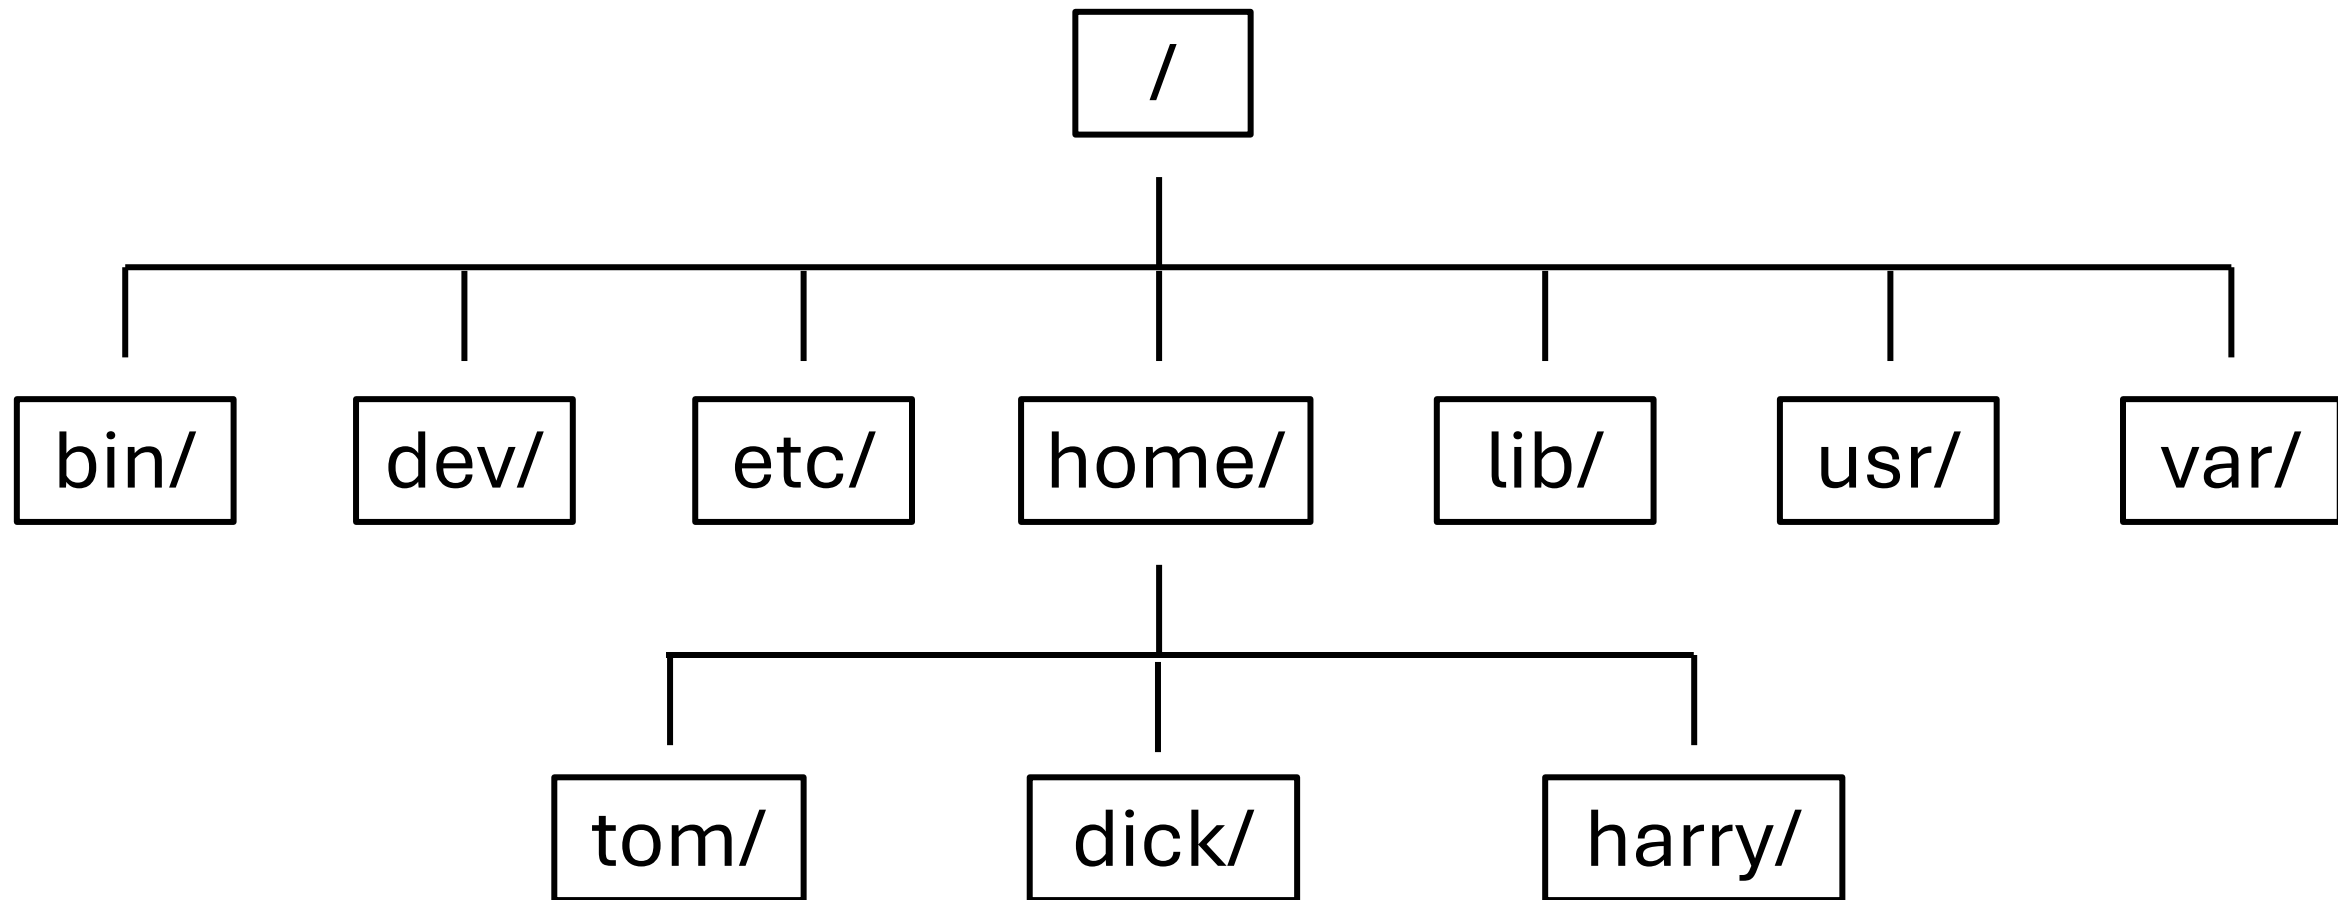 /
bin/ dev/ etc/ home/ lib/ usr/ var/
tom/ dick/ harry/